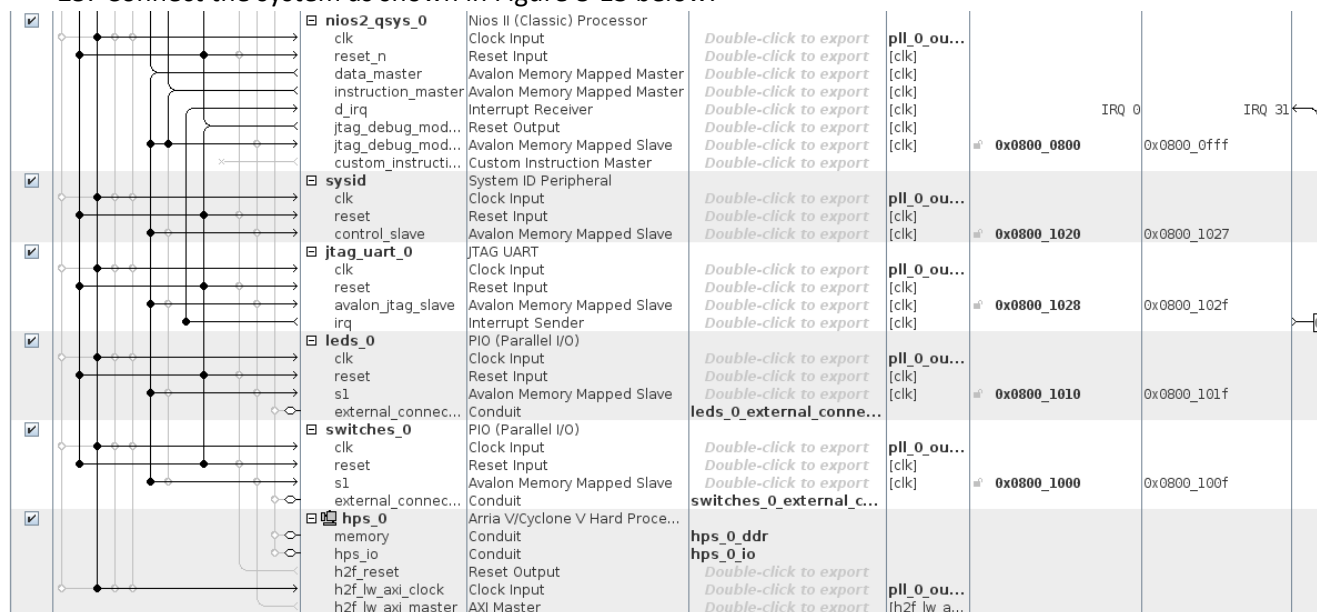 23. Connect the system as shown in Figure 3-13 below.
nios2_qsys_0 Nios II (Classic) Processor
clk Clock Input Double-click to export pll_0_ou...
reset_n Reset Input Double-click to export [clk]
data_master Avalon Memory Mapped Master Double-click to export [clk]
instruction_master Avalon Memory Mapped Master Double-click to export [clk]
d_irq Interrupt Receiver Double-click to export [clk] IRQ 0 IRQ 31
jtag_debug_mod... Reset Output Double-click to export [clk]
jtag_debug_mod... Avalon Memory Mapped Slave Double-click to export [clk] 0x0800_0800 0x0800_0fff
custom_instructi... Custom Instruction Master Double-click to export
sysid System ID Peripheral
clk Clock Input Double-click to export pll_0_ou...
reset Reset Input Double-click to export [clk]
control_slave Avalon Memory Mapped Slave Double-click to export [clk] 0x0800_1020 0x0800_1027
jtag_uart_0 JTAG UART
clk Clock Input Double-click to export pll_0_ou...
reset Reset Input Double-click to export [clk]
avalon_jtag_slave Avalon Memory Mapped Slave Double-click to export [clk] 0x0800_1028 0x0800_102f
irq Interrupt Sender Double-click to export [clk]
leds_0 PIO (Parallel I/O)
clk Clock Input Double-click to export pll_0_ou...
reset Reset Input Double-click to export [clk]
s1 Avalon Memory Mapped Slave Double-click to export [clk] 0x0800_1010 0x0800_101f
external_connec... Conduit leds_0_external_conne...
switches_0 PIO (Parallel I/O)
clk Clock Input Double-click to export pll_0_ou...
reset Reset Input Double-click to export [clk]
s1 Avalon Memory Mapped Slave Double-click to export [clk] 0x0800_1000 0x0800_100f
external_connec... Conduit switches_0_external_c...
hps_0 Arria V/Cyclone V Hard Proce...
memory Conduit hps_0_ddr
hps_io Conduit hps_0_io
h2f_reset Reset Output Double-click to export
h2f_lw_axi_clock Clock Input Double-click to export pll_0_ou...
h2f_lw_axi_master AXI Master Double-click to export [h2f_lw_a...